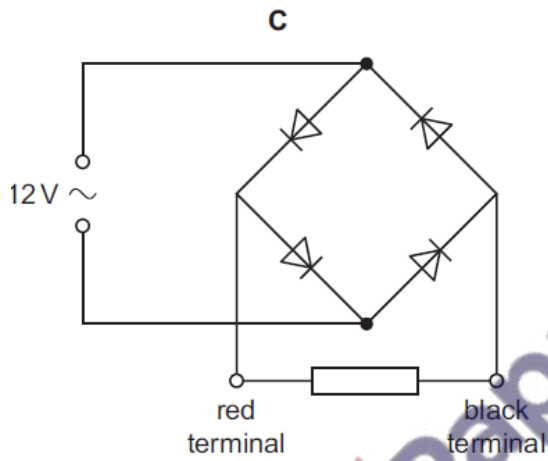 C
12 V ~
red
terminal
black
terminal